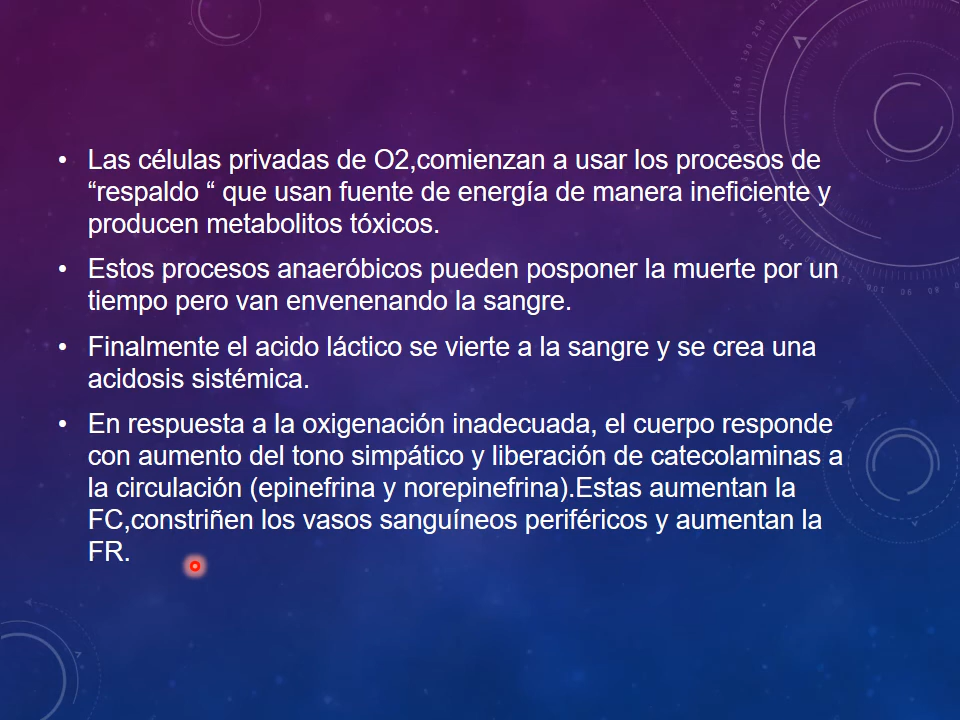 • Las células privadas de O2,comienzan a usar los procesos de
“respaldo “ que usan fuente de energía de manera ineficiente y
producen metabolitos tóxicos.
• Estos procesos anaeróbicos pueden posponer la muerte por un
tiempo pero van envenenando la sangre.
• Finalmente el acido láctico se vierte a la sangre y se crea una
acidosis sistémica.
• En respuesta a la oxigenación inadecuada, el cuerpo responde
con aumento del tono simpático y liberación de catecolaminas a
la circulación (epinefrina y norepinefrina).Estas aumentan la
FC,constriñen los vasos sanguíneos periféricos y aumentan la
FR.